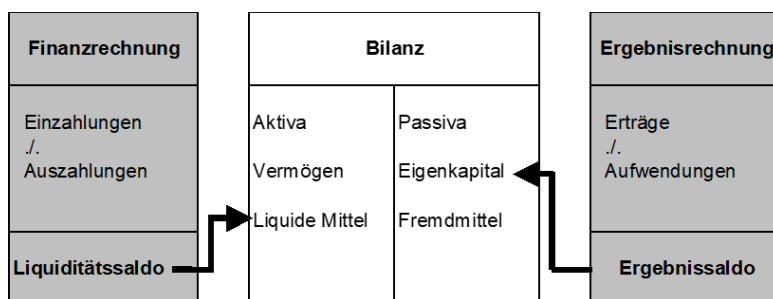 Finanzrechnung
Einzahlungen
./.
Auszahlungen
Liquiditätssaldo
Bilanz
Aktiva
Vermögen
Liquide Mittel
Passiva
Eigenkapital
Fremdmittel
Ergebnisrechnung
Erträge
./.
Aufwendungen
Ergebnissaldo